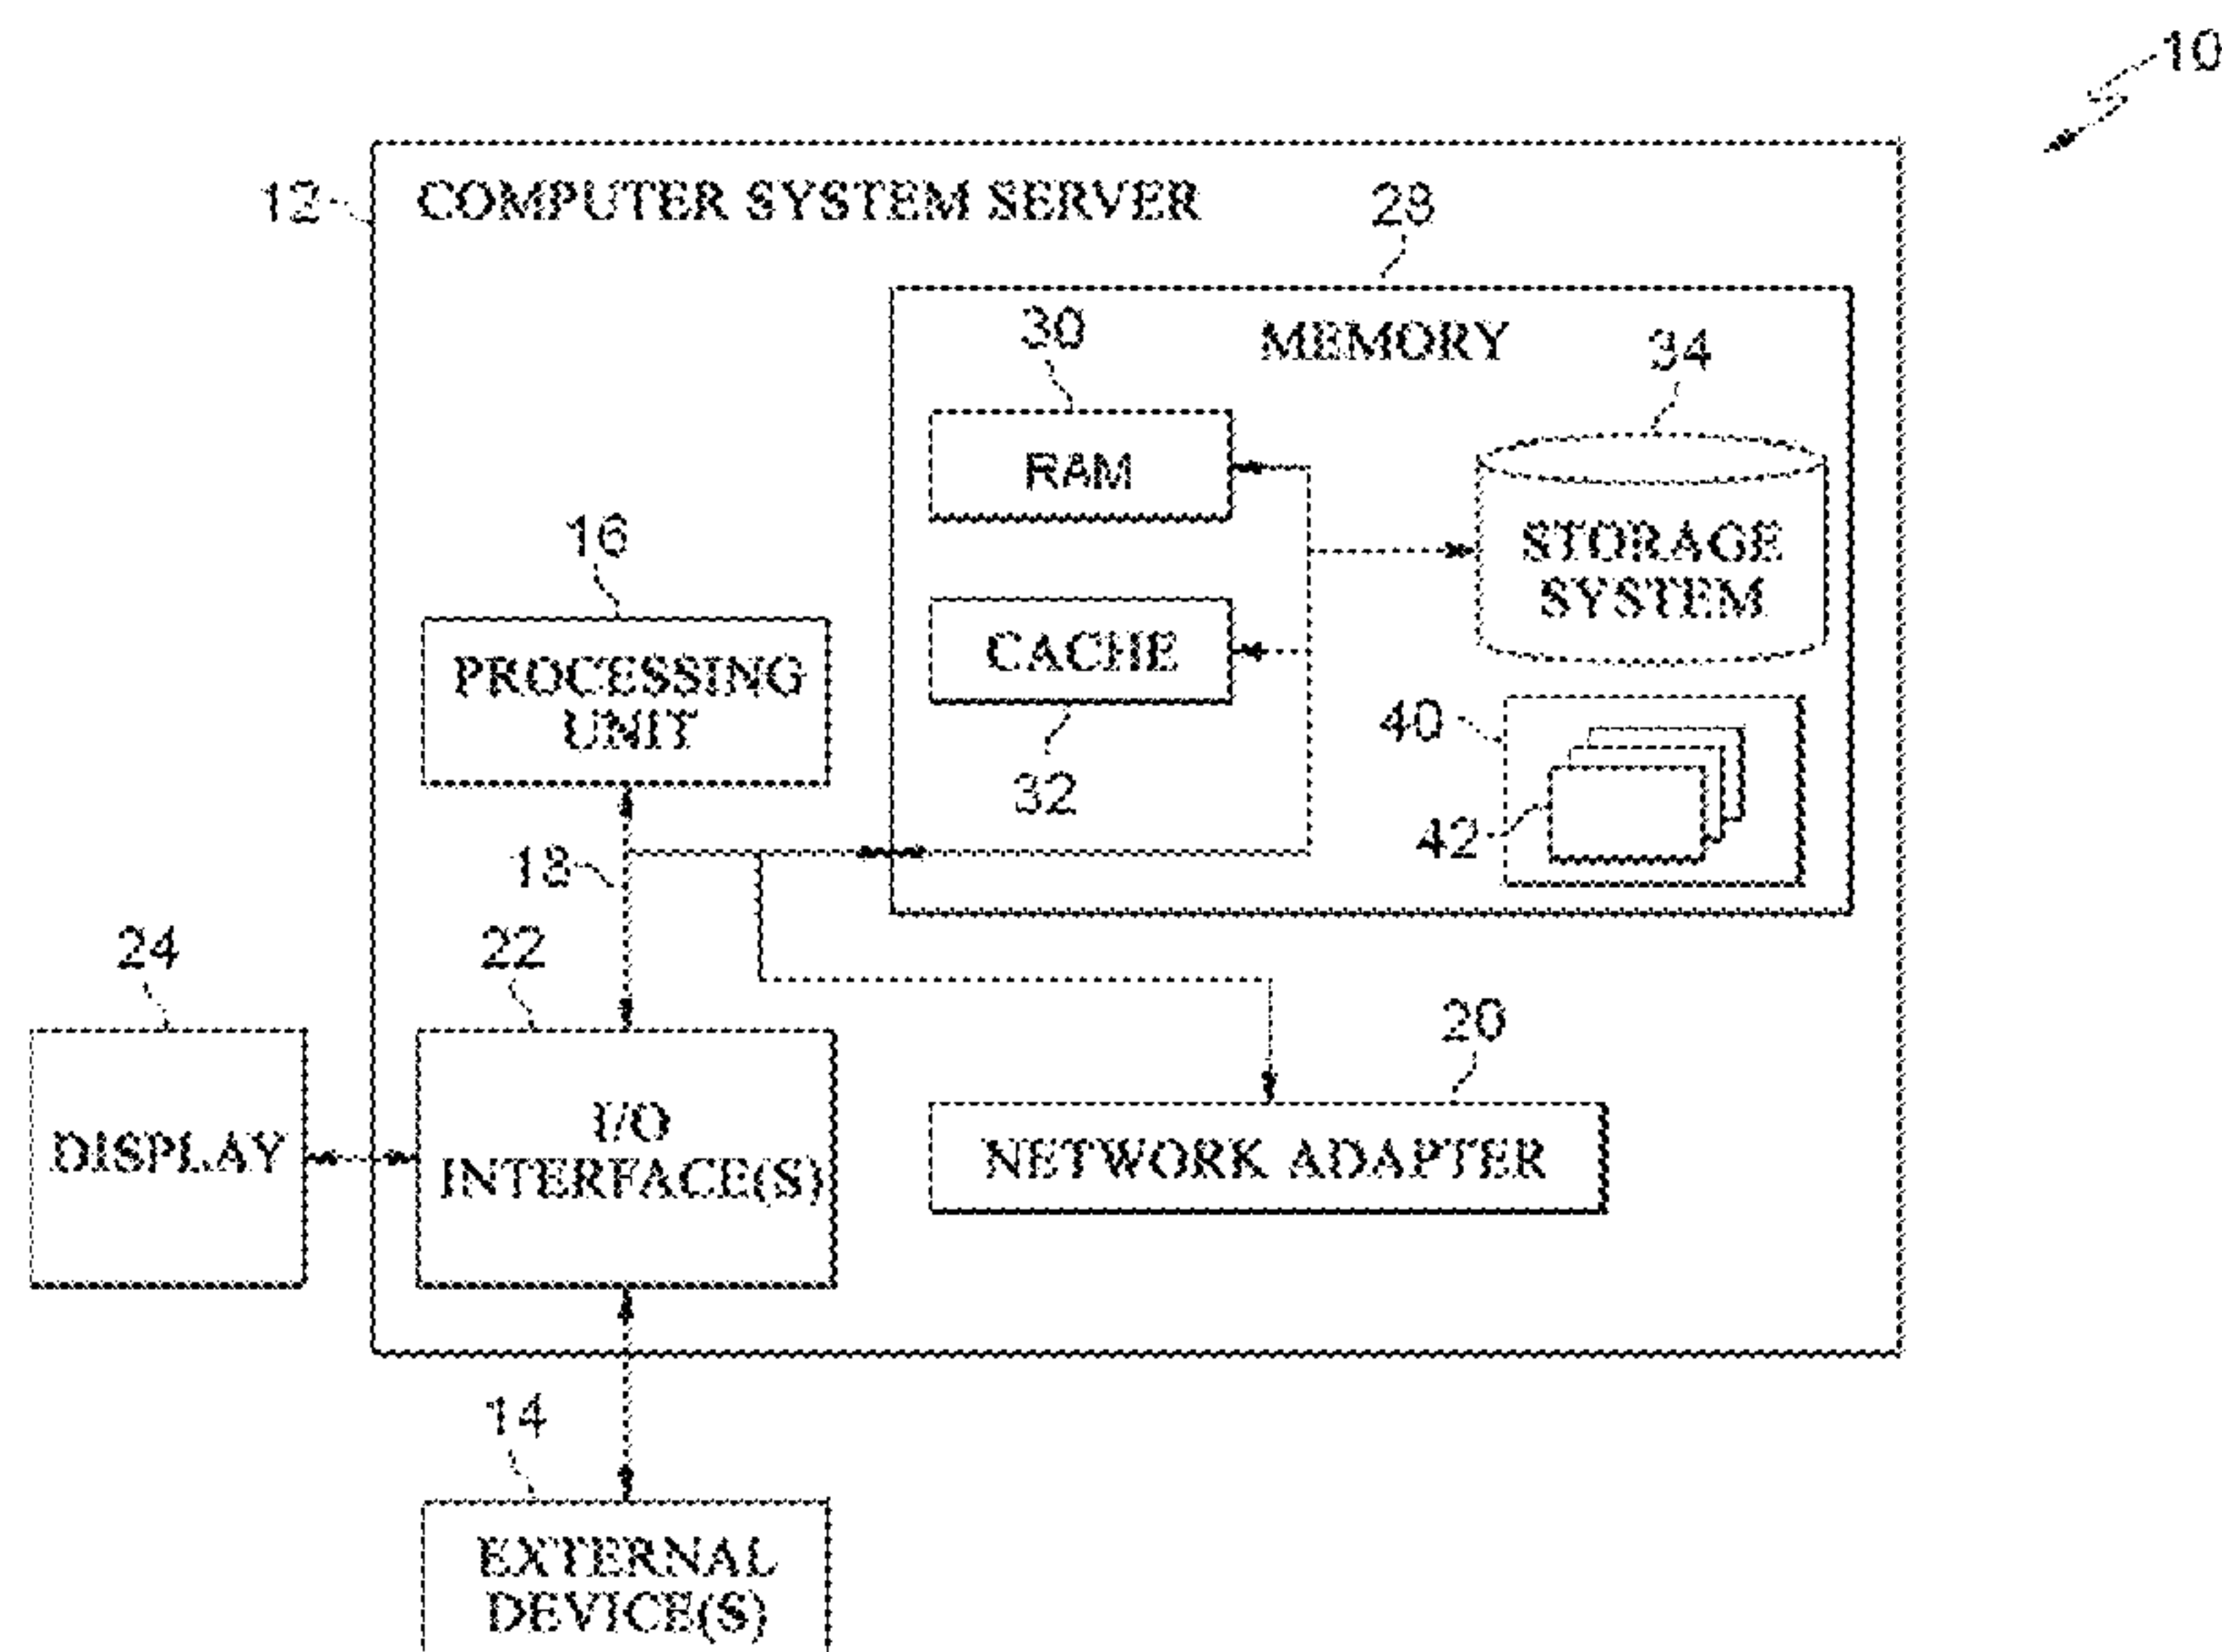 10
12
COMPUTER SYSTEM SERVER
28
30
MEMORY
34
RAM
16
STORAGE
SYSTEM
PROCESSING
UNIT
CACHE
40
32
42
18
24
22
20
DISPLAY
I/O
INTERFACE(S)
NETWORK ADAPTER
14
EXTERNAL
DEVICE(S)